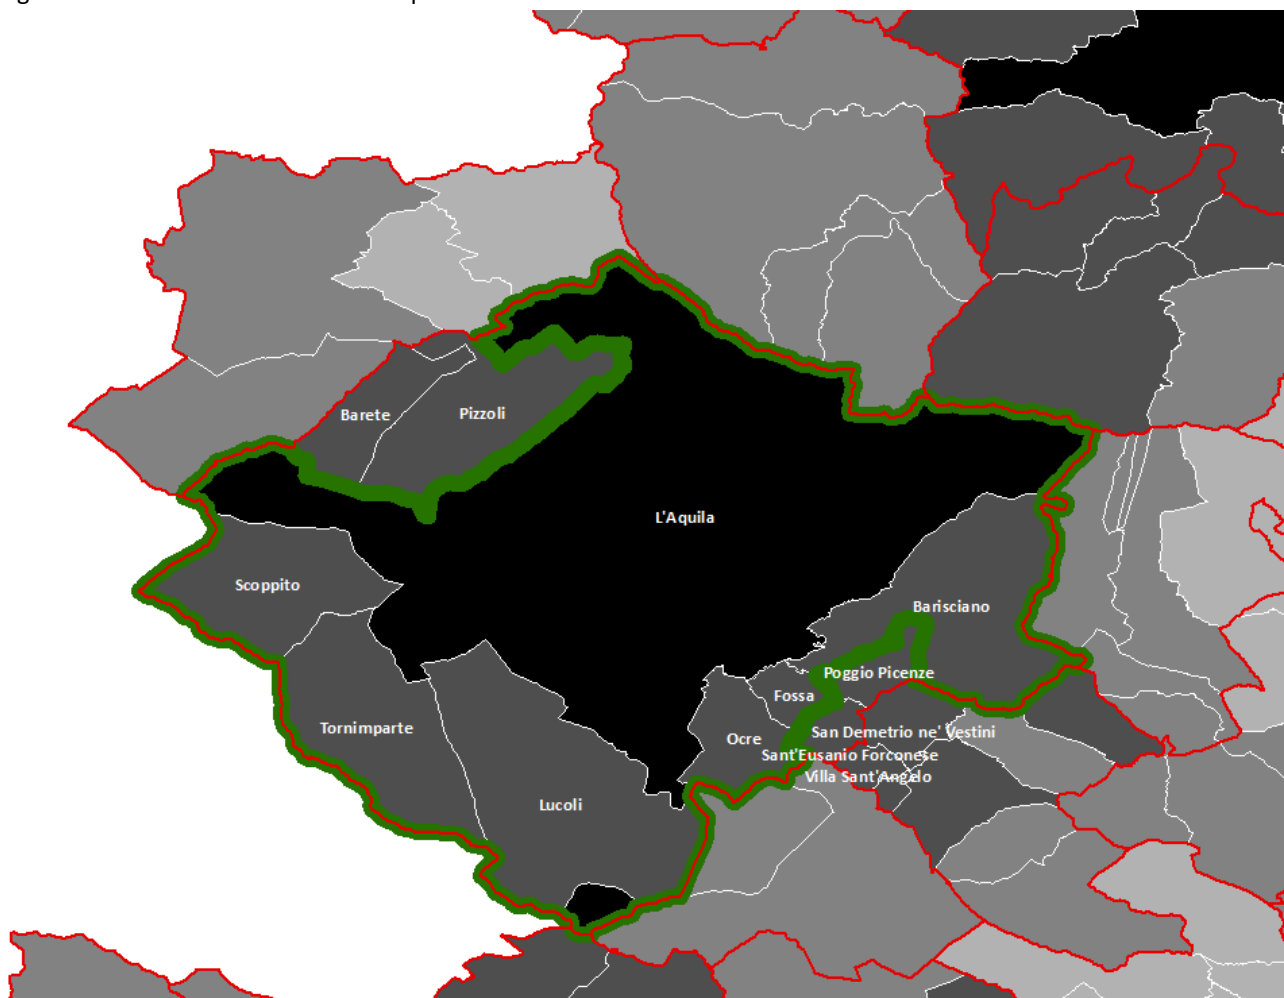 Barete
Pizzoli
L'Aquila
Scoppito
Barisciano
Poggio Picenze
Fossa
Tornimparte
San Demetrio ne' Vestini
Ocre
Sant'Eusanio Forconese
Villa Sant'Angelo
Lucoli